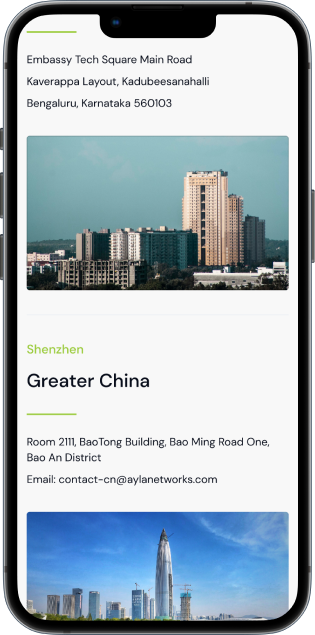 Embassy Tech Square Main Road
Kaverappa Layout, Kadubeesanahalli
Bengaluru, Karnataka 560103
Shenzhen
Greater China
Room 2111, BaoTong Building, Bao Ming Road One,
Bao An District
Email: contact-cn@aylanetworks.com